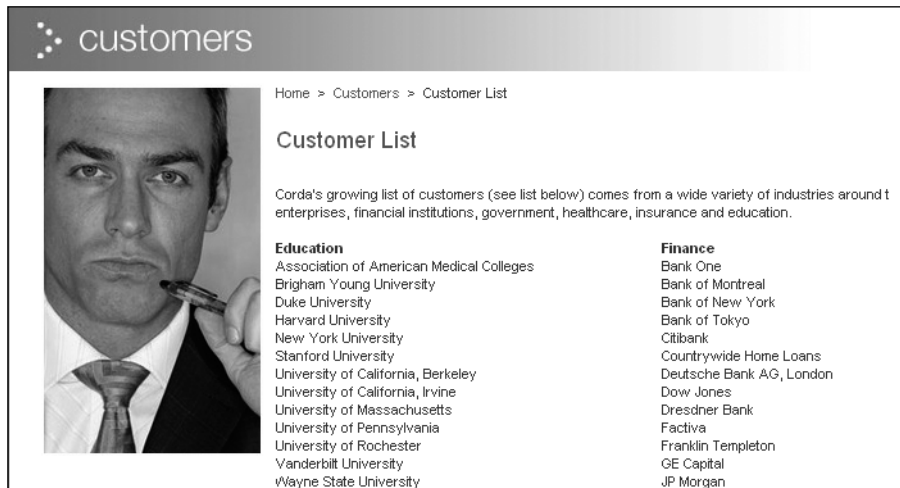 customers
Home > Customers > Customer List
Customer List
Corda's growing list of customers (see list below) comes from a wide variety of industries around t
enterprises, financial institutions, government, healthcare, insurance and education.
Education
Association of American Medical Colleges
Brigham Young University
Duke University
Harvard University
New York University
Stanford University
University of California, Berkeley
University of California, Irvine
University of Massachusetts
University of Pennsylvania
University of Rochester
Vanderbilt University
Wayne State University
Finance
Bank One
Bank of Montreal
Bank of New York
Bank of Tokyo
Citibank
Countrywide Home Loans
Deutsche Bank AG, London
Dow Jones
Dresdner Bank
Factiva
Franklin Templeton
GE Capital
JP Morgan